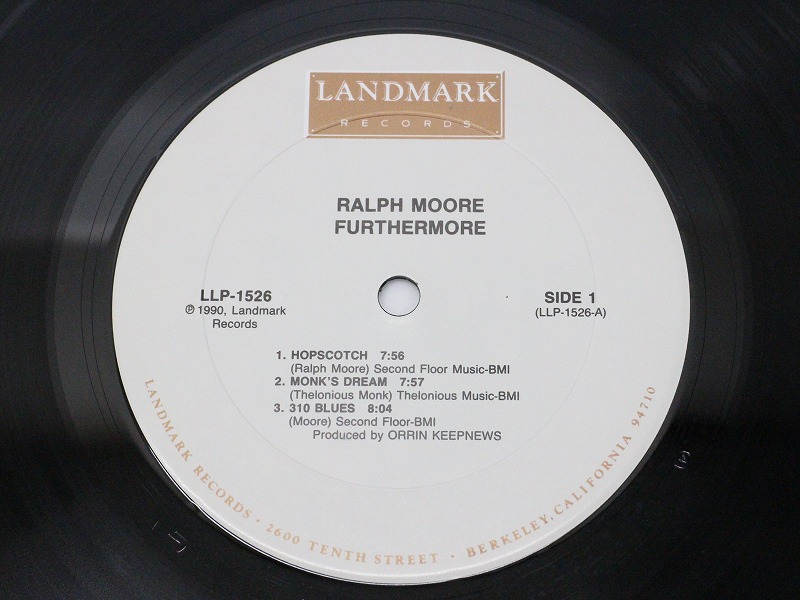 LANDMARK
RECORDS
RALPH MOORE
FURTHERMORE
LLP-1526
℗ 1990, Landmark
Records
SIDE 1
(LLP-1526-A)
1. HOPSCOTCH 7:56
(Ralph Moore) Second Floor Music-BMI
2. MONK'S DREAM 7:57
(Thelonious Monk) Thelonious Music-BMI
3. 310 BLUES 8:04
(Moore) Second Floor-BMI
Produced by ORRIN KEEPNEWS
LANDMARK RECORDS · 2600 TENTH STREET · BERKELEY, CALIFORNIA 94710